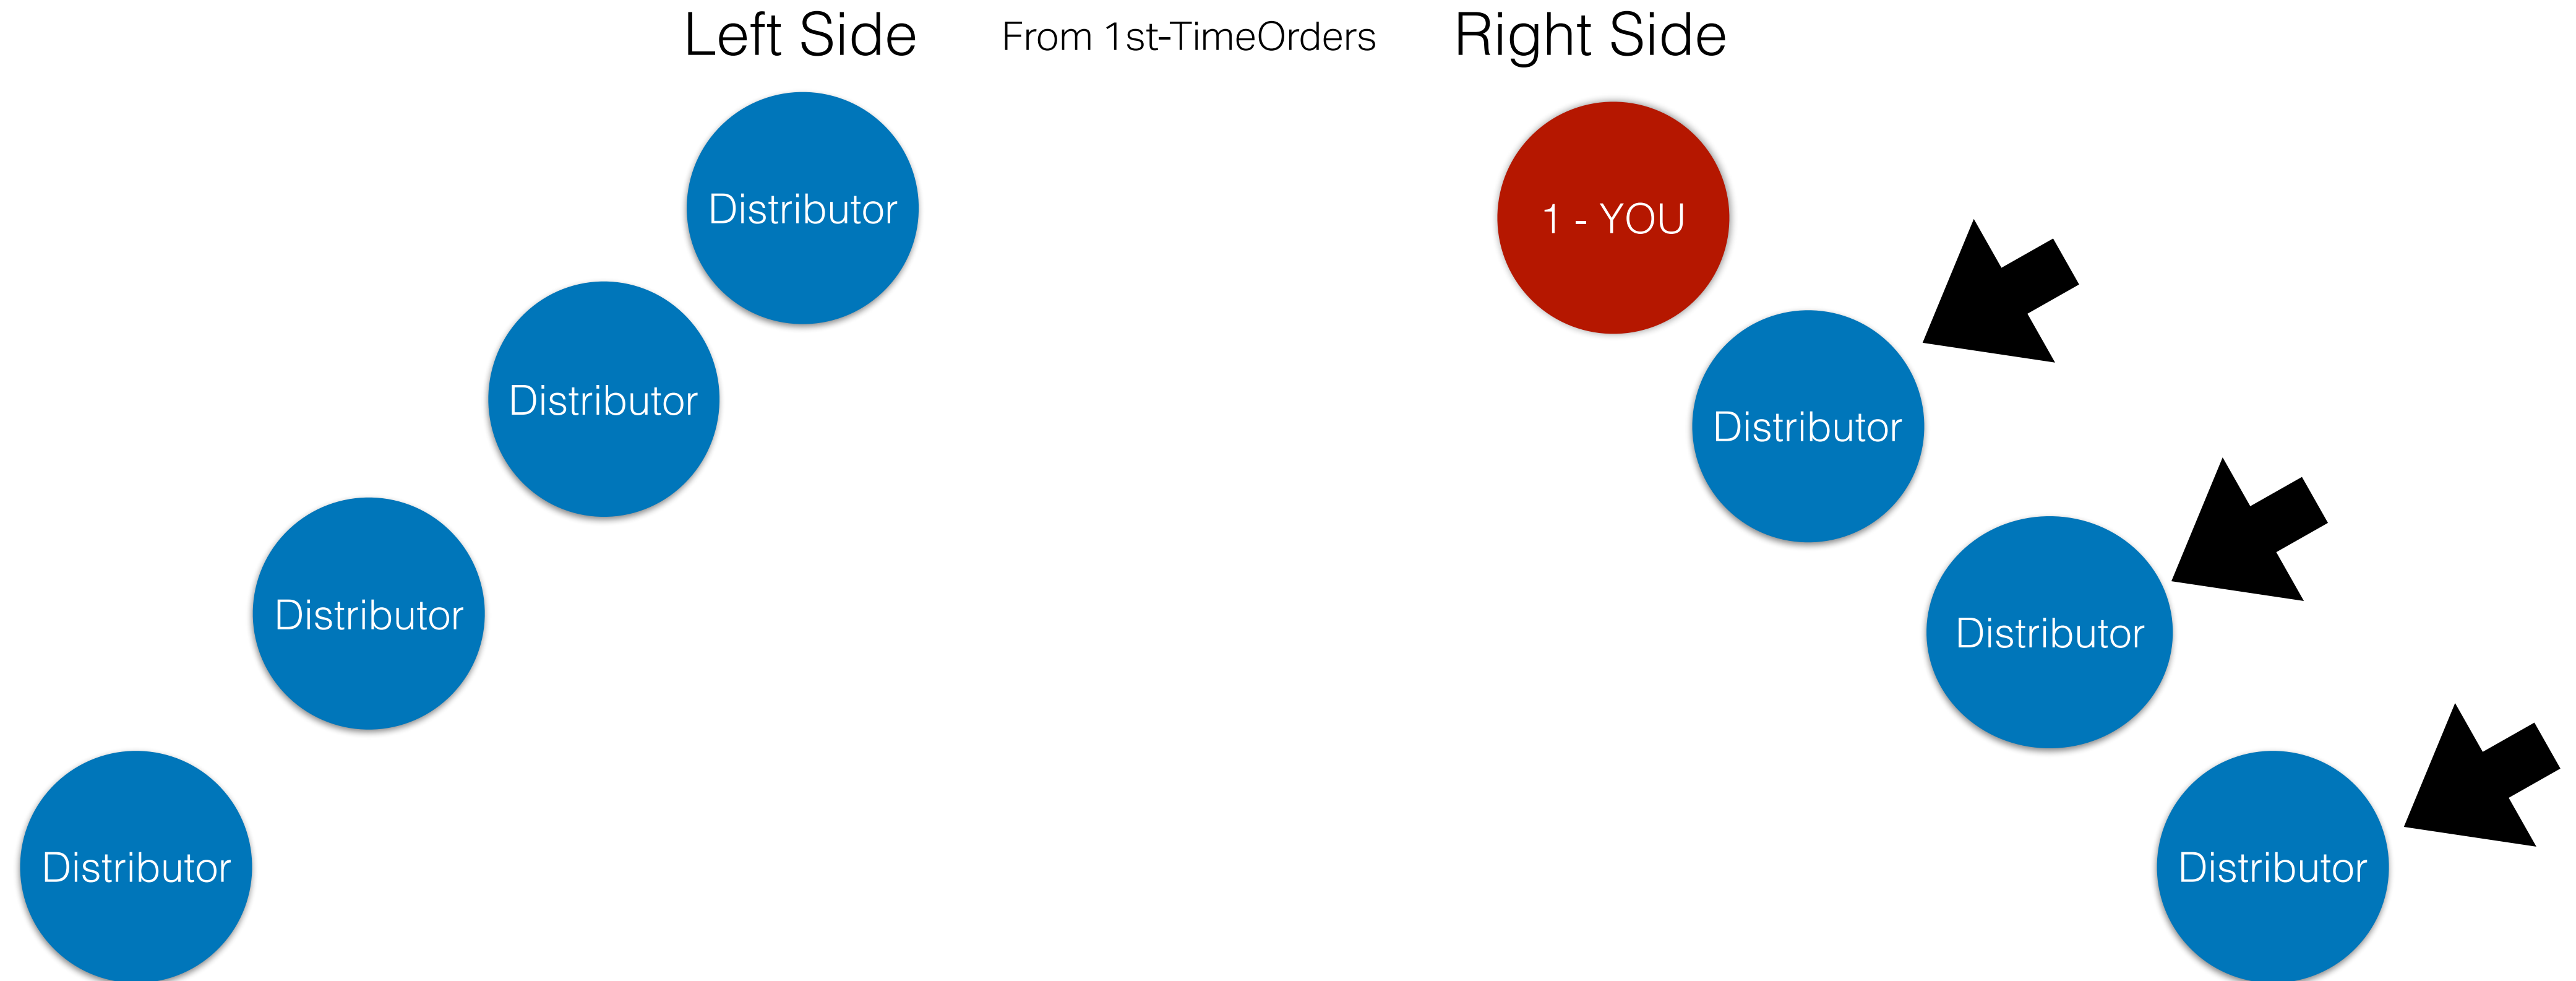 Left Side
From 1st-TimeOrders
Right Side
Distributor
1 - YOU
Distributor
Distributor
Distributor
Distributor
Distributor
Distributor